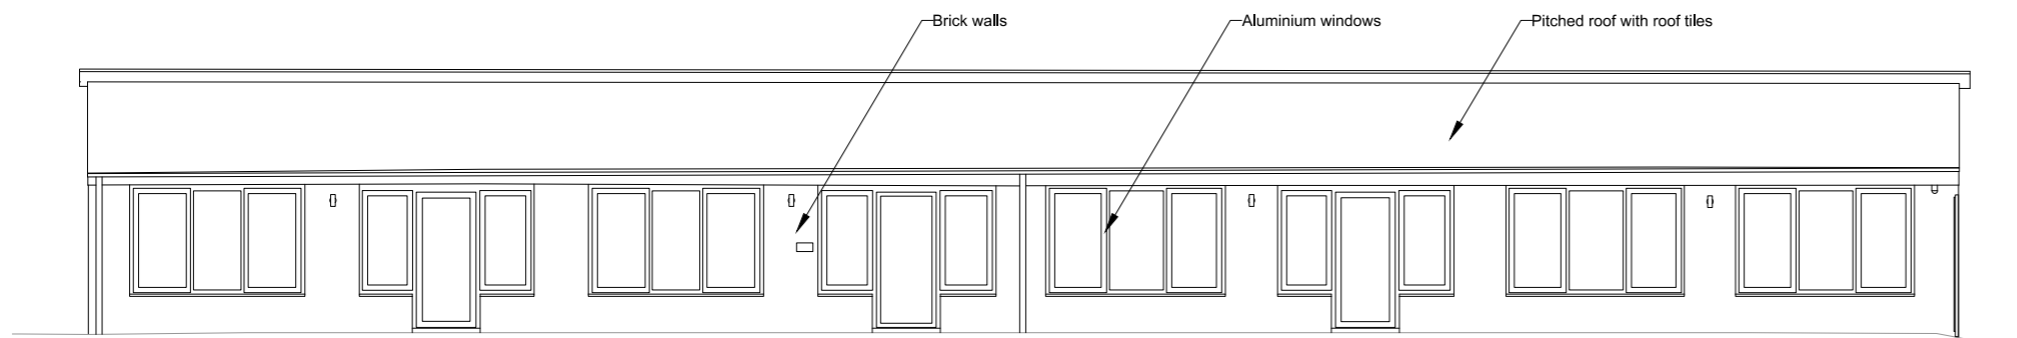 Brick walls
Aluminium windows
Pitched roof with roof tiles